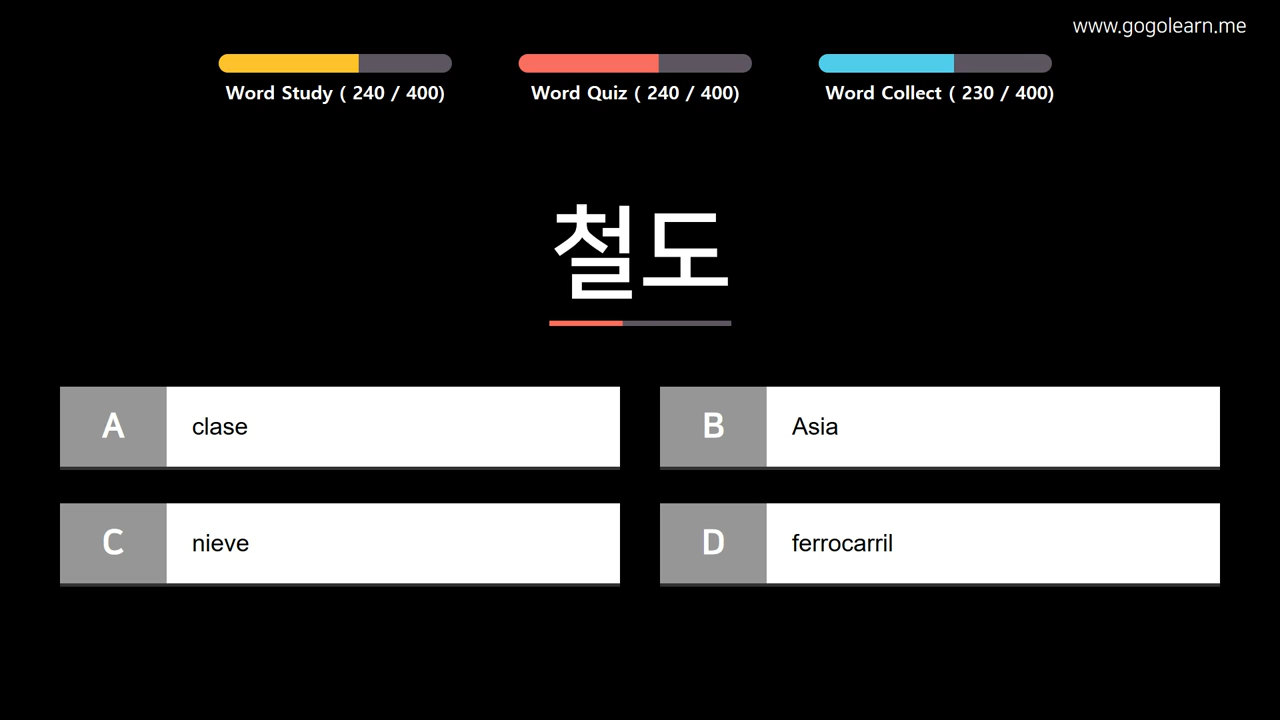 www.gogolearn.me
Word Study ( 240 / 400)
Word Quiz ( 240 / 400)
Word Collect ( 230 / 400)
철도
A
clase
B
Asia
C
nieve
D
ferrocarril